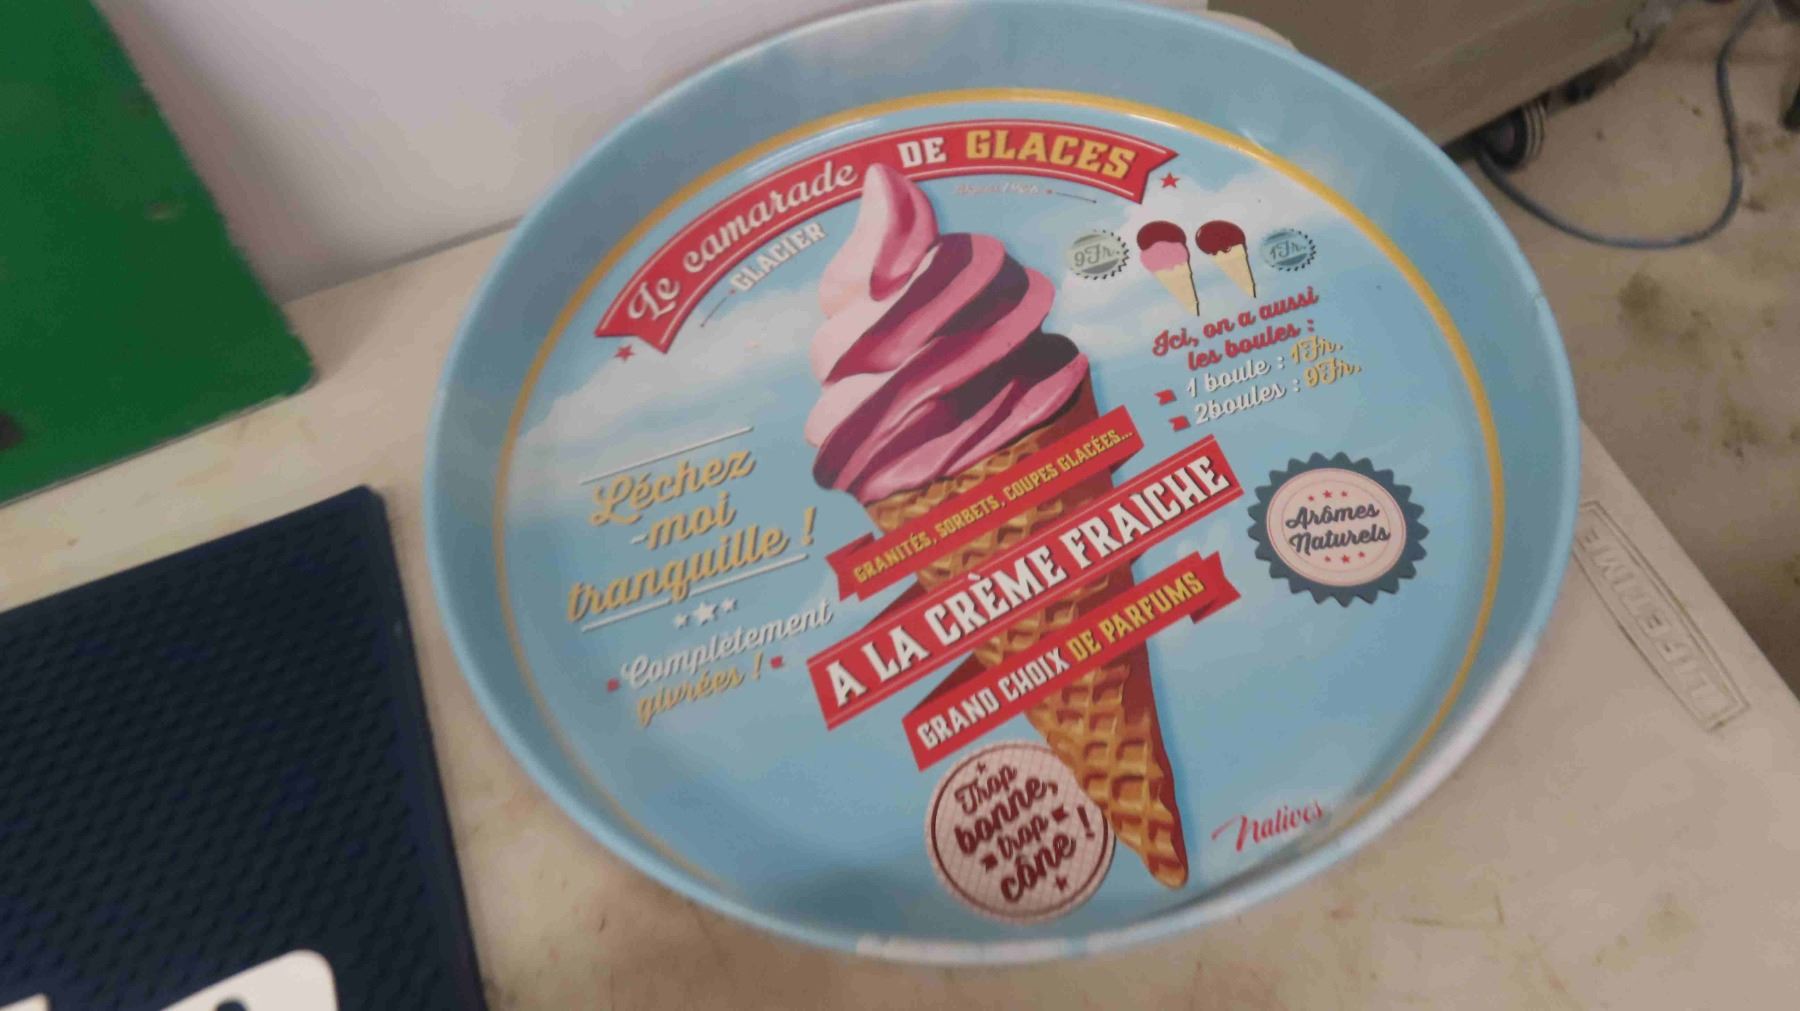 Le camarade DE GLACES
GLACIER
9Fr.
1Fr.
Ici, on a aussi
les boules :
1 boule : 1Fr.
2boules : 9Fr.
Léchez
-moi
tranquille !
Complètement
givrées !
GRANITÉS, SORBETS, COUPES GLACÉES...
A LA CRÈME FRAICHE
GRAND CHOIX DE PARFUMS
Arômes
Naturels
Trop
bonne,
trop
cône !
Natives
LIFETIME